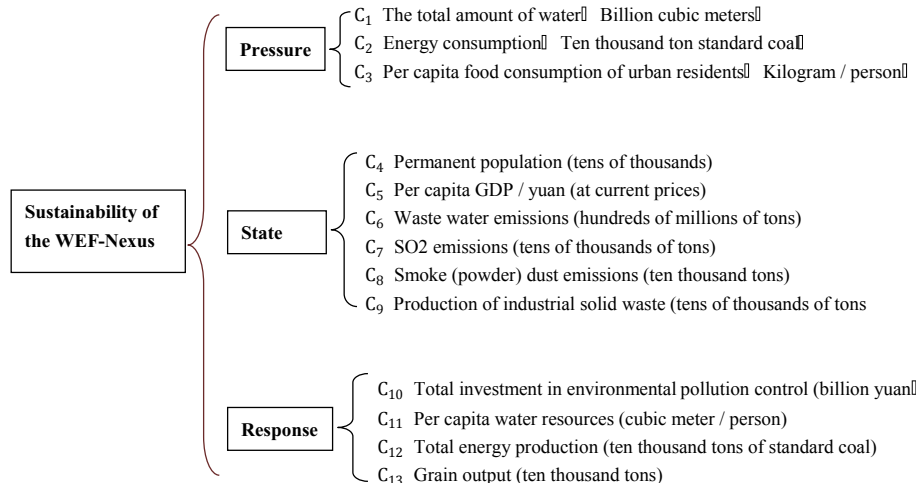 Sustainability of
the WEF-Nexus
Pressure
C₁ The total amount of water▯ Billion cubic meters▯
C₂ Energy consumption▯ Ten thousand ton standard coal▯
C₃ Per capita food consumption of urban residents▯ Kilogram / person▯
State
C₄ Permanent population (tens of thousands)
C₅ Per capita GDP / yuan (at current prices)
C₆ Waste water emissions (hundreds of millions of tons)
C₇ SO2 emissions (tens of thousands of tons)
C₈ Smoke (powder) dust emissions (ten thousand tons)
C₉ Production of industrial solid waste (tens of thousands of tons
Response
C₁₀ Total investment in environmental pollution control (billion yuan▯
C₁₁ Per capita water resources (cubic meter / person)
C₁₂ Total energy production (ten thousand tons of standard coal)
C₁₃ Grain output (ten thousand tons)